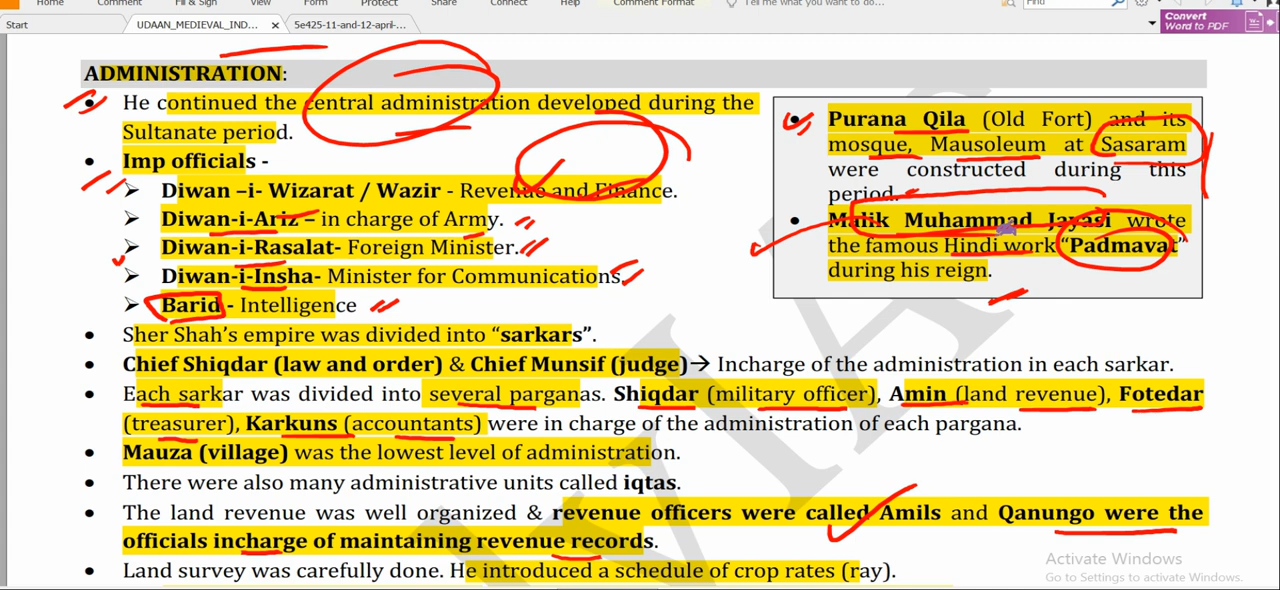 Home View Fill & Sign Form Protect Share Connect Help Comment Format Tell me what you want to do... Find
Start UDAAN_MEDIEVAL_IND... × 5e425-11-and-12-april-...
Convert
Word to PDF
ADMINISTRATION:
• He continued the central administration developed during the
Sultanate period.
• Imp officials -
➢ Diwan –i- Wizarat / Wazir - Revenue and Finance.
➢ Diwan-i-Ariz – in charge of Army.
➢ Diwan-i-Rasalat- Foreign Minister.
➢ Diwan-i-Insha- Minister for Communications.
➢ Barid - Intelligence
• Purana Qila (Old Fort) and its
mosque, Mausoleum at Sasaram
were constructed during this
period.
• Malik Muhammad Jayasi wrote
the famous Hindi work “Padmavat”
during his reign.
• Sher Shah’s empire was divided into “sarkars”.
• Chief Shiqdar (law and order) & Chief Munsif (judge)→ Incharge of the administration in each sarkar.
• Each sarkar was divided into several parganas. Shiqdar (military officer), Amin (land revenue), Fotedar
(treasurer), Karkuns (accountants) were in charge of the administration of each pargana.
• Mauza (village) was the lowest level of administration.
• There were also many administrative units called iqtas.
• The land revenue was well organized & revenue officers were called Amils and Qanungo were the
officials incharge of maintaining revenue records.
• Land survey was carefully done. He introduced a schedule of crop rates (ray).
Activate Windows
Go to Settings to activate Windows.